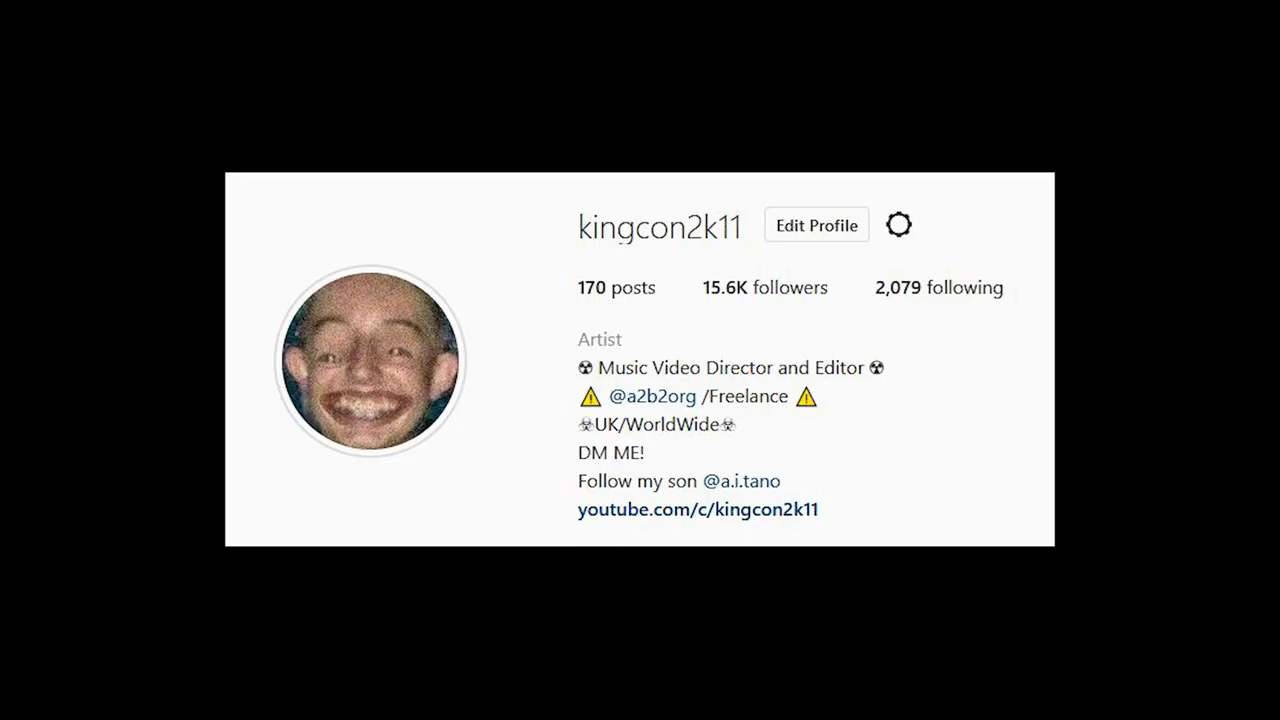 kingcon2k11 Edit Profile
170 posts 15.6K followers 2,079 following
Artist
☢ Music Video Director and Editor ☢
⚠ @a2b2org /Freelance ⚠
☣UK/WorldWide☣
DM ME!
Follow my son @a.i.tano
youtube.com/c/kingcon2k11